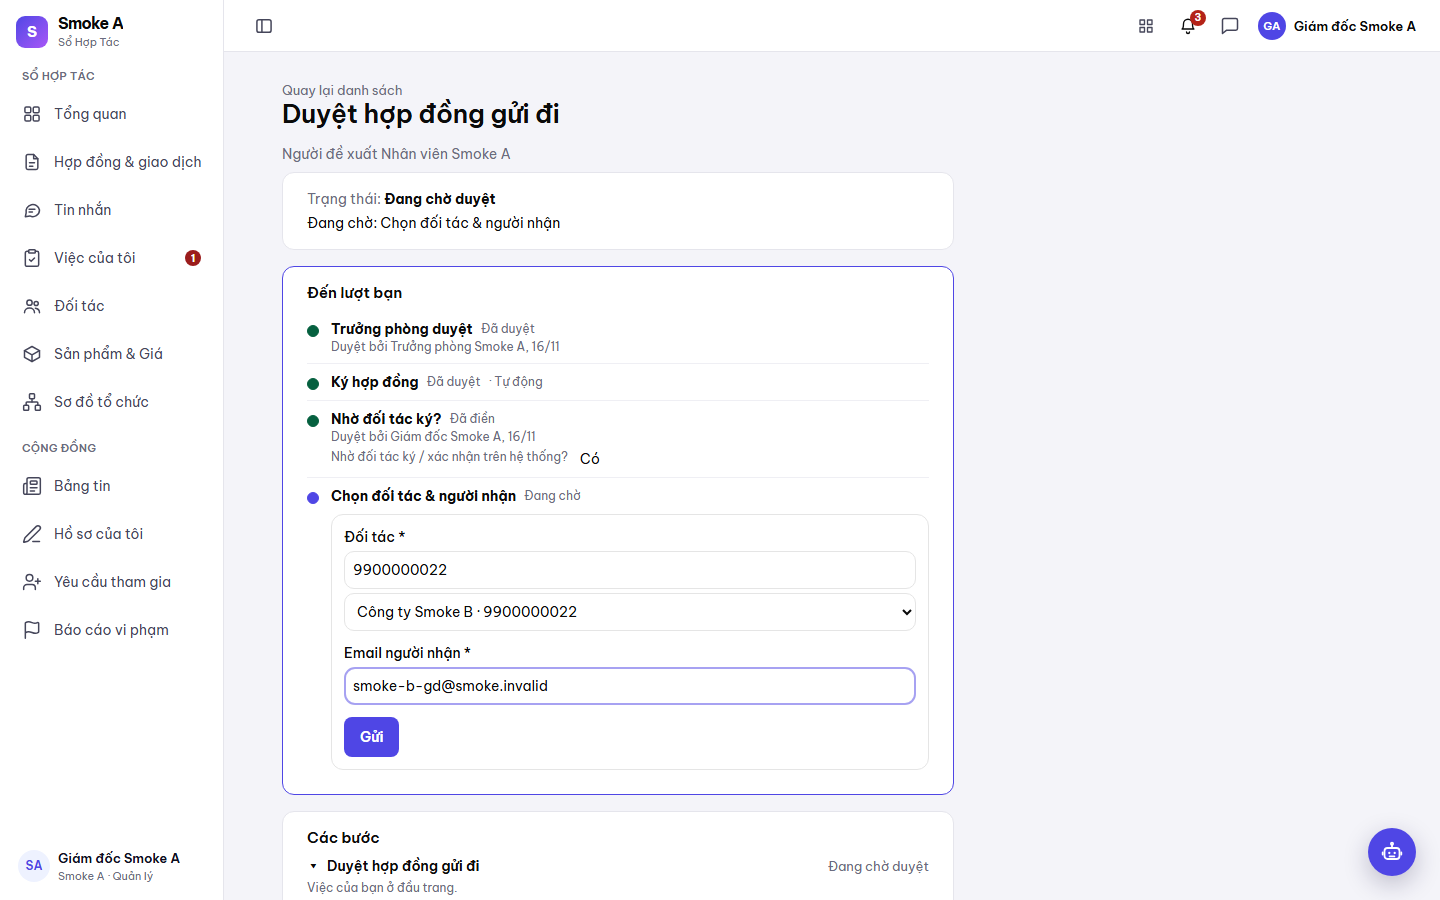 S
Smoke A
Sổ Hợp Tác
SỔ HỢP TÁC
Tổng quan
Hợp đồng & giao dịch
Tin nhắn
Việc của tôi
1
Đối tác
Sản phẩm & Giá
Sơ đồ tổ chức
CỘNG ĐỒNG
Bảng tin
Hồ sơ của tôi
Yêu cầu tham gia
Báo cáo vi phạm
SA
Giám đốc Smoke A
Smoke A · Quản lý
3
GA
Giám đốc Smoke A
Quay lại danh sách
Duyệt hợp đồng gửi đi
Người đề xuất Nhân viên Smoke A
Trạng thái: Đang chờ duyệt
Đang chờ: Chọn đối tác & người nhận
Đến lượt bạn
Trưởng phòng duyệt Đã duyệt
Duyệt bởi Trưởng phòng Smoke A, 16/11
Ký hợp đồng Đã duyệt · Tự động
Nhờ đối tác ký? Đã điền
Duyệt bởi Giám đốc Smoke A, 16/11
Nhờ đối tác ký / xác nhận trên hệ thống? Có
Chọn đối tác & người nhận Đang chờ
Đối tác *
9900000022
Công ty Smoke B · 9900000022
Email người nhận *
smoke-b-gd@smoke.invalid
Gửi
Các bước
Duyệt hợp đồng gửi đi Đang chờ duyệt
Việc của bạn ở đầu trang.